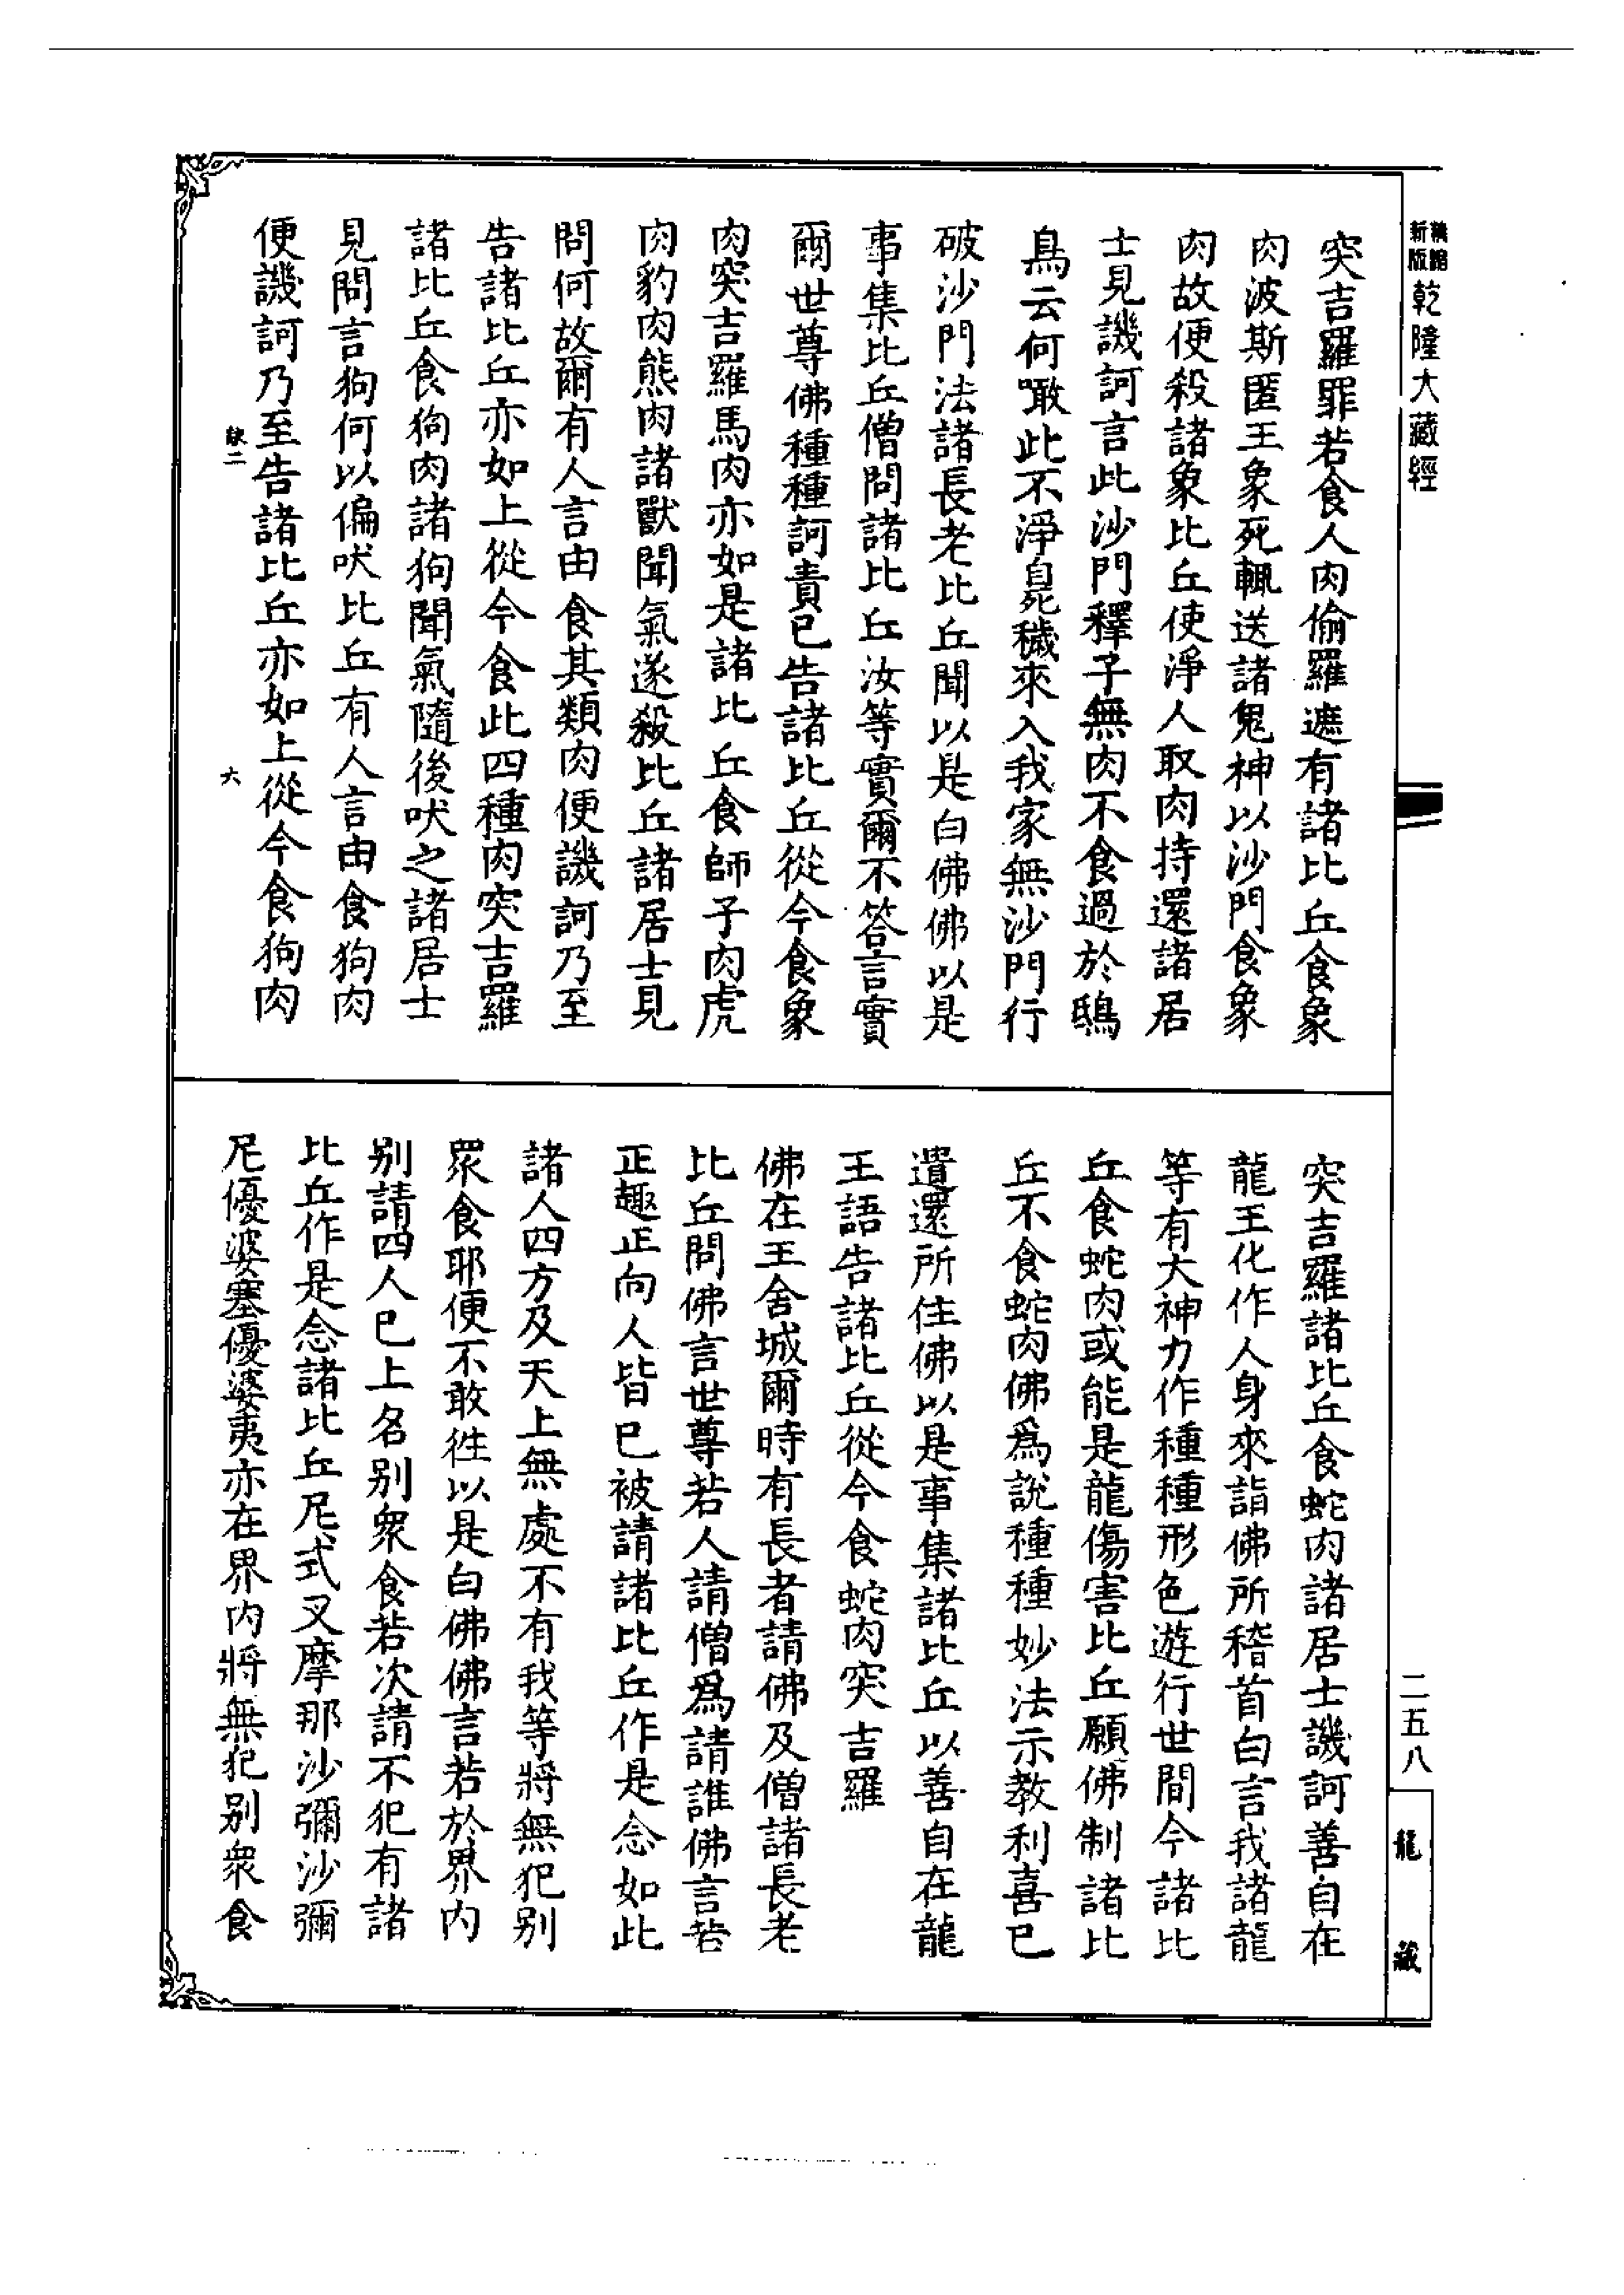 新版乾隆大藏經
突吉羅罪若食人肉偷羅遮有諸比丘食象
肉波斯匿王象死輒送諸鬼神以沙門食象
肉故便殺諸象比丘使淨人取肉持還諸居
士見譏訶言此沙門釋子無肉不食過於鵄
鳥云何噉此不淨臭穢來入我家無沙門行
破沙門法諸長老比丘聞以是白佛佛以是
事集比丘僧問諸比丘汝等實爾不答言實
爾世尊佛種種訶責已告諸比丘從今食象
肉突吉羅馬肉亦如是諸比丘食師子肉虎
肉豹肉熊肉諸獸聞氣遂殺比丘諸居士見
問何故爾有人言由食其類肉便譏訶乃至
告諸比丘亦如上從今食此四種肉突吉羅
諸比丘食狗肉諸狗聞氣隨後吠之諸居士
見問言狗何以偏吠比丘有人言由食狗肉
便譏訶乃至告諸比丘亦如上從今食狗肉
六
突吉羅諸比丘食蛇肉諸居士譏訶善自在
龍王化作人身來詣佛所稽首白言我諸龍
等有大神力作種種形色遊行世間今諸比
丘食蛇肉或能是龍傷害比丘願佛制諸比
丘不食蛇肉佛爲說種種妙法示教利喜已
遣還所住佛以是事集諸比丘以善自在龍
王語告諸比丘從今食蛇肉突吉羅
佛在王舍城爾時有長者請佛及僧諸長老
比丘問佛言世尊若人請僧爲請誰佛言若
正趣正向人皆已被請諸比丘作是念如此
諸人四方及天上無處不有我等將無犯別
眾食耶便不敢往以是白佛佛言若於界內
別請四人已上名別眾食若次請不犯有諸
比丘作是念諸比丘尼式叉摩那沙彌沙彌
尼優婆塞優婆夷亦在界內將無犯別眾食
二五八
龍藏